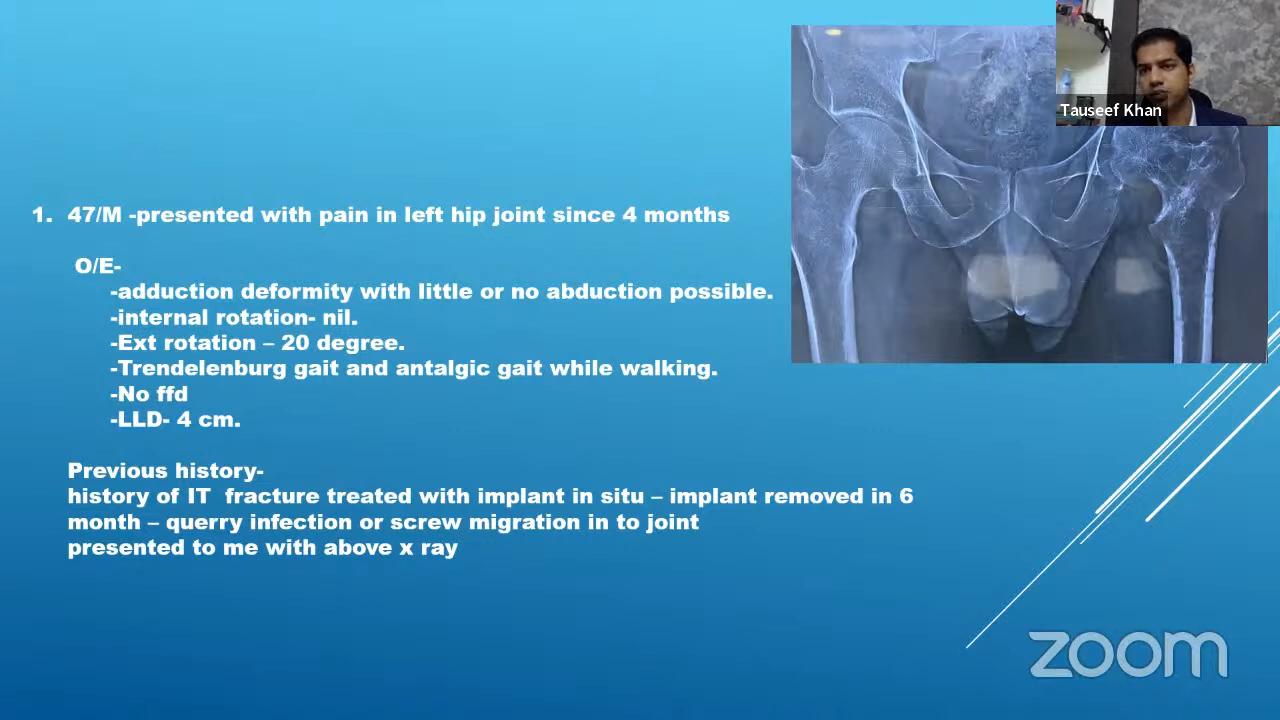 Tauseef Khan
1. 47/M -presented with pain in left hip joint since 4 months
O/E-
-adduction deformity with little or no abduction possible.
-internal rotation- nil.
-Ext rotation – 20 degree.
-Trendelenburg gait and antalgic gait while walking.
-No ffd
-LLD- 4 cm.
Previous history-
history of IT fracture treated with implant in situ – implant removed in 6
month – querry infection or screw migration in to joint
presented to me with above x ray
zoom